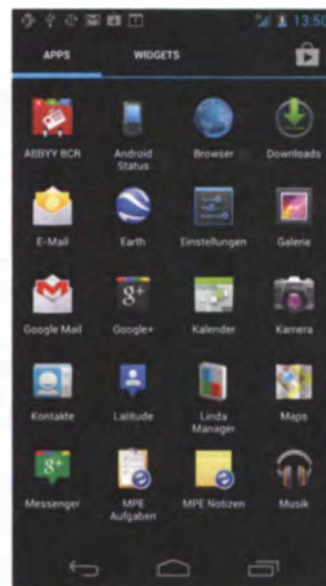 13:50
APPS WIDGETS
ABBYY BCR Android Status Browser Downloads
E-Mail Earth Einstellungen Galerie
Google Mail Google+ Kalender Kamera
Kontakte Latitude Linda Manager Maps
Messenger MPE Aufgaben MPE Notizen Musik